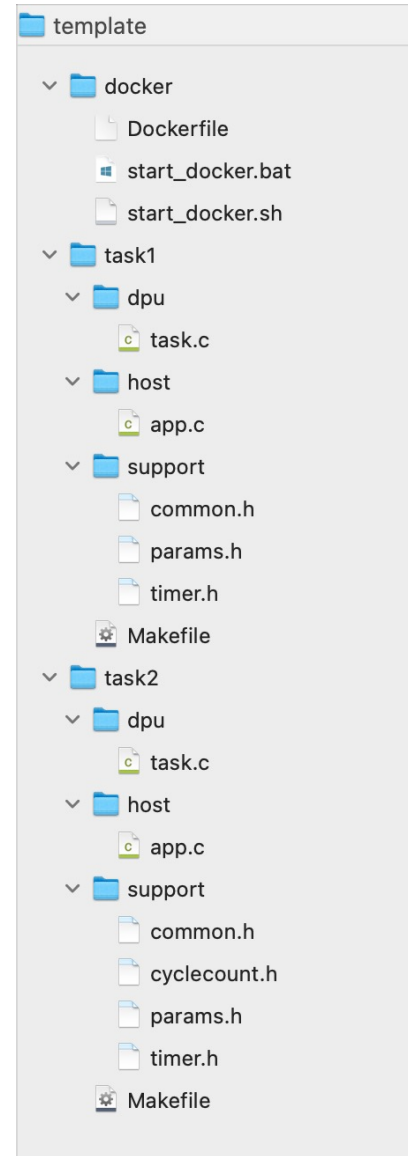 template
docker
Dockerfile
start_docker.bat
start_docker.sh
task1
dpu
task.c
host
app.c
support
common.h
params.h
timer.h
Makefile
task2
dpu
task.c
host
app.c
support
common.h
cyclecount.h
params.h
timer.h
Makefile